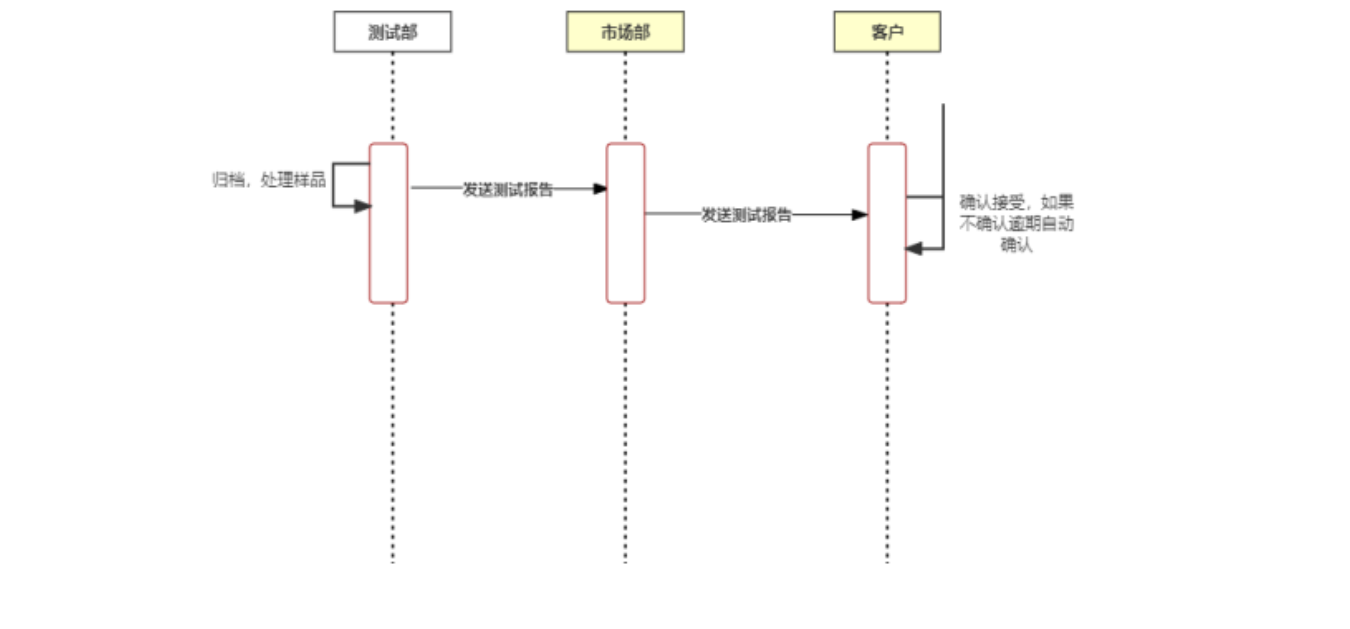 测试部
市场部
客户
归档，处理样品
发送测试报告
发送测试报告
确认接受，如果
不确认逾期自动
确认